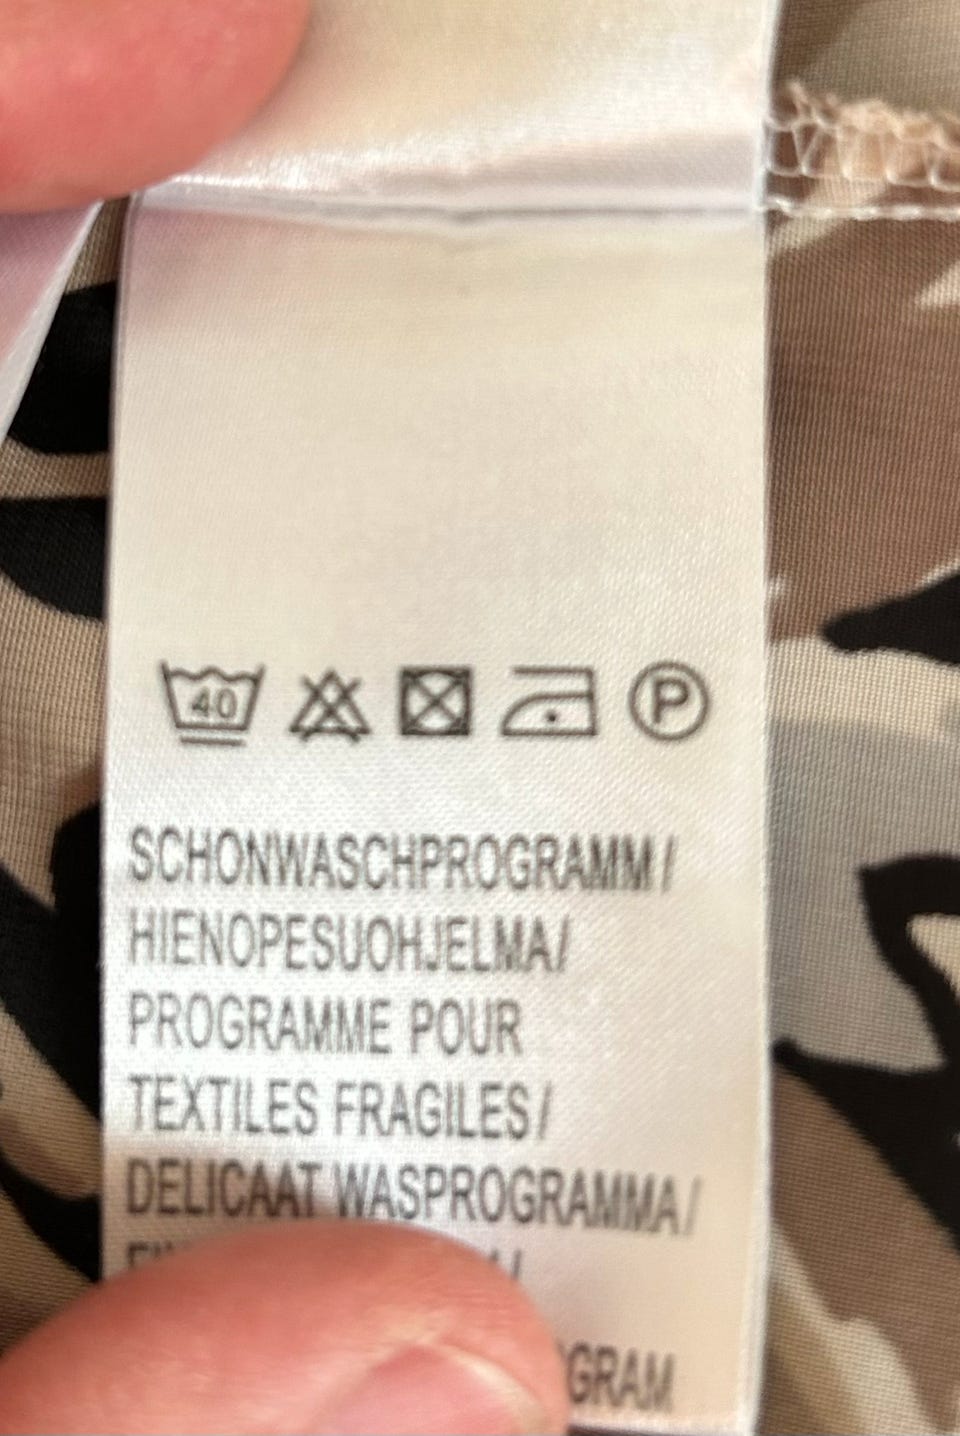 40 P
SCHONWASCHPROGRAMM/
HIENOPESUOHJELMA/
PROGRAMME POUR
TEXTILES FRAGILES/
DELICAAT WASPROGRAMMA/